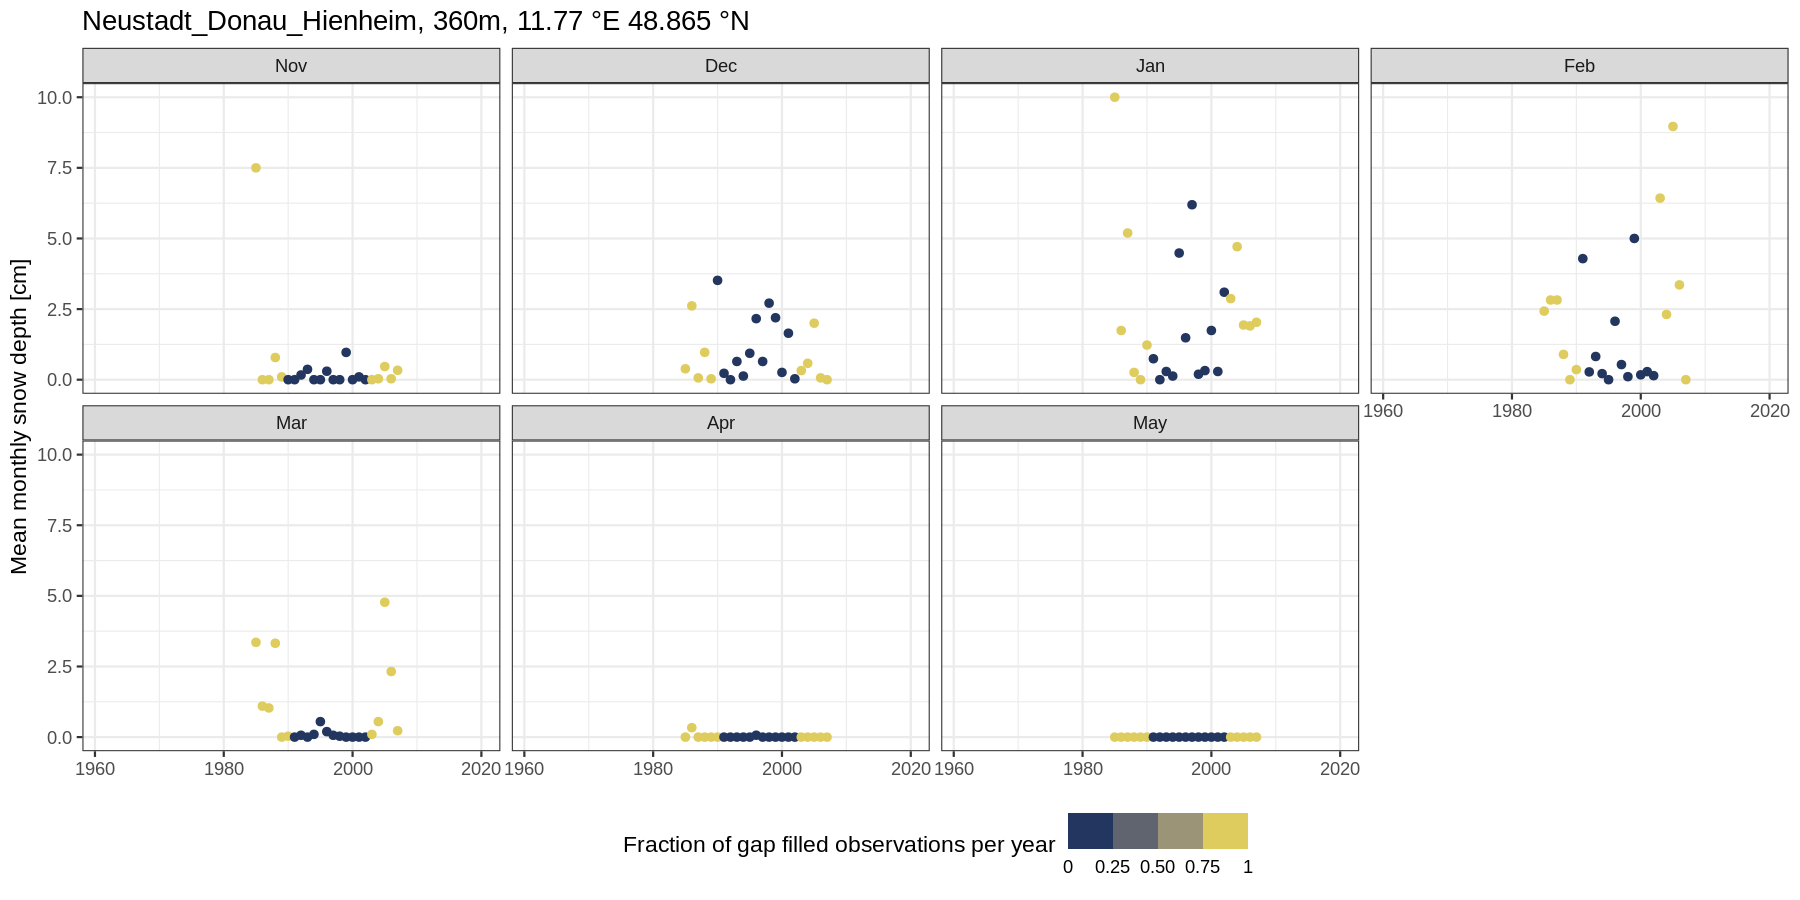 Neustadt_Donau_Hienheim, 360m, 11.77 °E 48.865 °N
Nov
Dec
Jan
Feb
10.0
7.5
5.0
2.5
0.0
1960 1980 2000 2020
Mean monthly snow depth [cm]
Mar
Apr
May
10.0
7.5
5.0
2.5
0.0
1960 1980 2000 2020
1960 1980 2000 2020
1960 1980 2000 2020
Fraction of gap filled observations per year
0 0.25 0.50 0.75 1